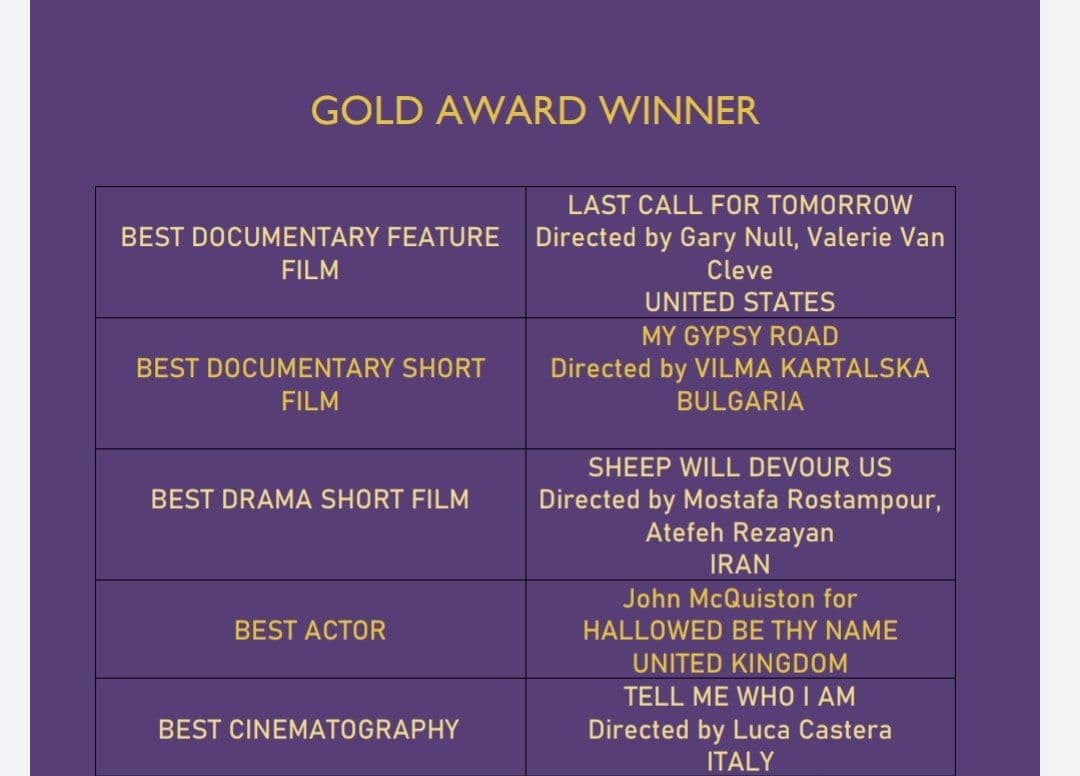 GOLD AWARD WINNER
BEST DOCUMENTARY FEATURE
FILM
LAST CALL FOR TOMORROW
Directed by Gary Null, Valerie Van
Cleve
UNITED STATES
BEST DOCUMENTARY SHORT
FILM
MY GYPSY ROAD
Directed by VILMA KARTALSKA
BULGARIA
BEST DRAMA SHORT FILM
SHEEP WILL DEVOUR US
Directed by Mostafa Rostampour,
Atefeh Rezayan
IRAN
BEST ACTOR
John McQuiston for
HALLOWED BE THY NAME
UNITED KINGDOM
BEST CINEMATOGRAPHY
TELL ME WHO I AM
Directed by Luca Castera
ITALY